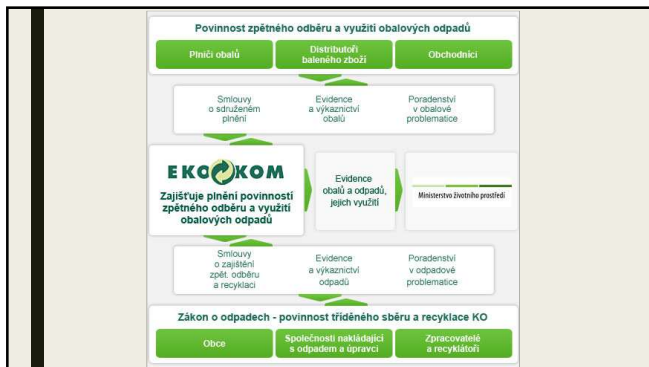 Povinnost zpětného odběru a využití obalových odpadů
Plniči obalů
Distributoři
baleného zboží
Obchodníci
Smlouvy
o sdruženém
plnění
Evidence
a výkaznictví
obalů
Poradenství
v obalové
problematice
EKO KOM
Zajišťuje plnění povinností
zpětného odběru a využití
obalových odpadů
Evidence
obalů a odpadů,
jejich využití
Ministerstvo životního prostředí
Smlouvy
o zajištění
zpět. odběru
a recyklaci
Evidence
a výkaznictví
odpadů
Poradenství
v odpadové
problematice
Zákon o odpadech - povinnost tříděného sběru a recyklace KO
Obce
Společnosti nakládající
s odpadem a úpravci
Zpracovatelé
a recyklátoři